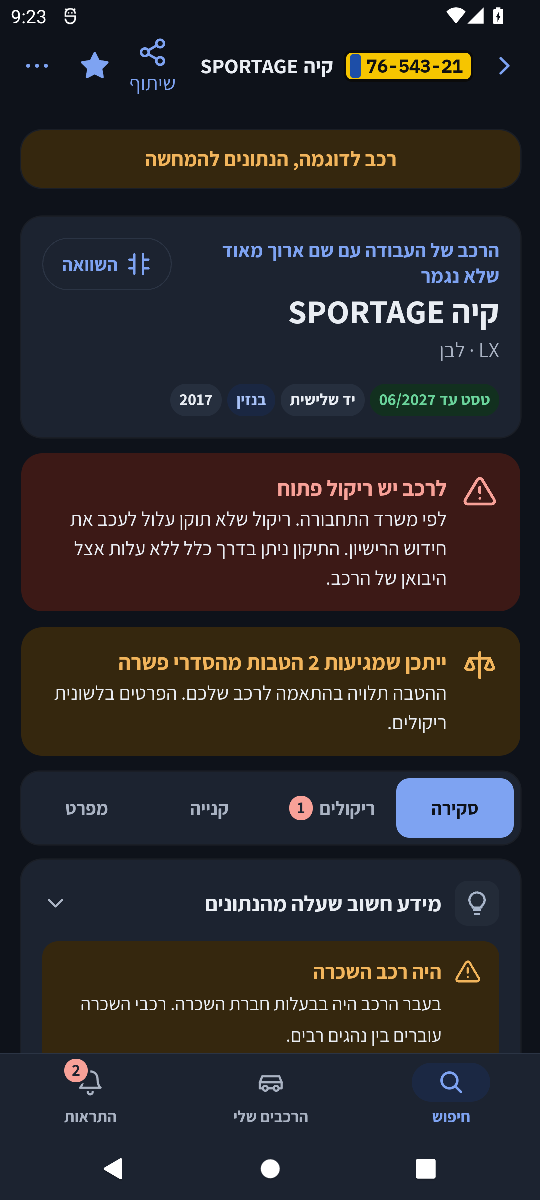 9:23
76-543-21
קיה SPORTAGE
שיתוף
רכב לדוגמה, הנתונים להמחשה
הרכב של העבודה עם שם ארוך מאוד
שלא נגמר
השוואה
קיה SPORTAGE
LX · לבן
טסט עד 06/2027
יד שלישית
בנזין
2017
לרכב יש ריקול פתוח
לפי משרד התחבורה. ריקול שלא תוקן עלול לעכב את
חידוש הרישיון. התיקון ניתן בדרך כלל ללא עלות אצל
היבואן של הרכב.
ייתכן שמגיעות 2 הטבות מהסדרי פשרה
ההטבה תלויה בהתאמה לרכב שלכם. הפרטים בלשונית
ריקולים.
סקירה
ריקולים 1
קנייה
מפרט
מידע חשוב שעלה מהנתונים
היה רכב השכרה
בעבר הרכב היה בבעלות חברת השכרה. רכבי השכרה
עוברים בין נהגים רבים.
חיפוש
הרכבים שלי
2
התראות